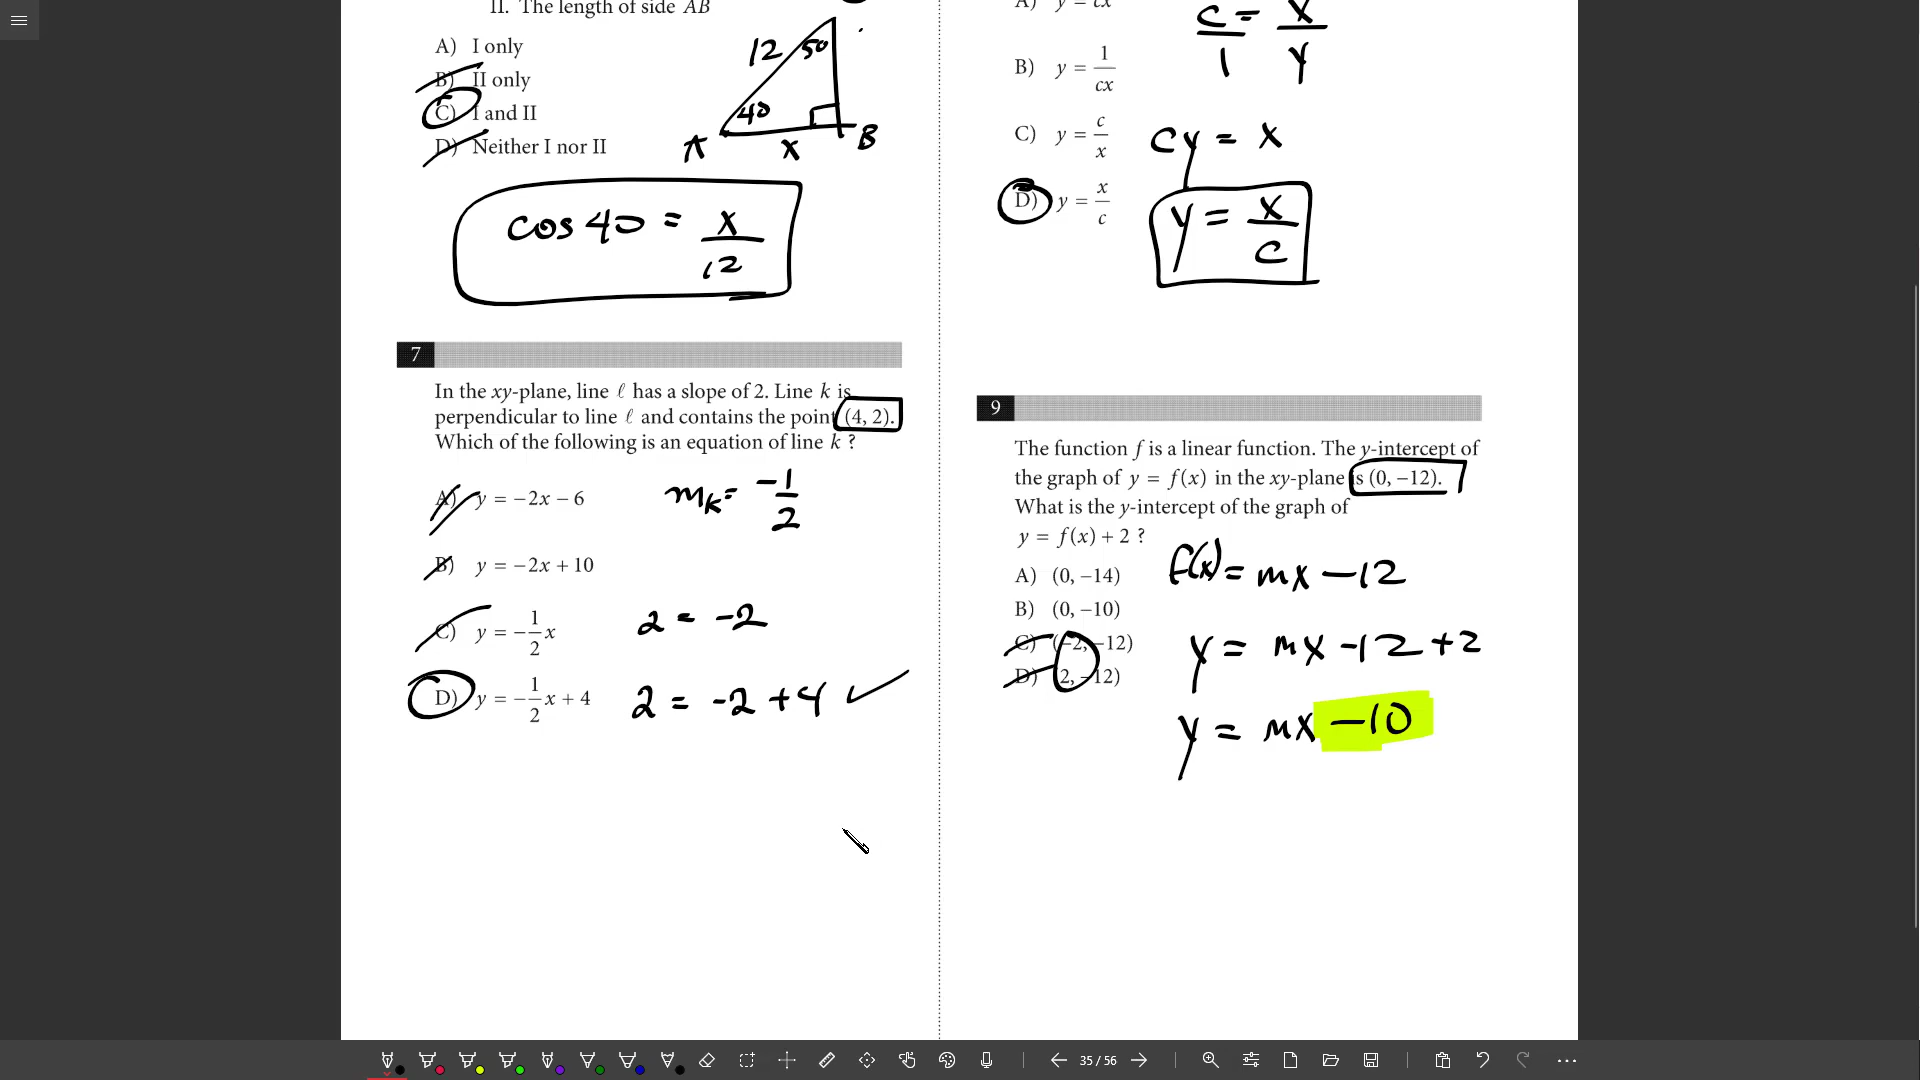 II. The length of side AB
A) I only
B) II only
C) I and II
D) Neither I nor II
12
50
40
A
x
B
cos 40 = x/12
7
In the xy-plane, line ℓ has a slope of 2. Line k is
perpendicular to line ℓ and contains the point (4, 2).
Which of the following is an equation of line k ?
A) y = −2x − 6
mk = -1/2
B) y = −2x + 10
C) y = −1/2 x
2 = -2
D) y = −1/2 x + 4
2 = -2 + 4 ✓
A) y = cx
c/1 = x/y
B) y = 1/cx
C) y = c/x
cy = x
D) y = x/c
y = x/c
9
The function f is a linear function. The y-intercept of
the graph of y = f(x) in the xy-plane is (0, −12).
What is the y-intercept of the graph of
y = f(x) + 2 ?
A) (0, −14)
f(x) = mx − 12
B) (0, −10)
C) (−2, −12)
y = mx - 12 + 2
D) (2, −12)
y = mx − 10
35 / 56